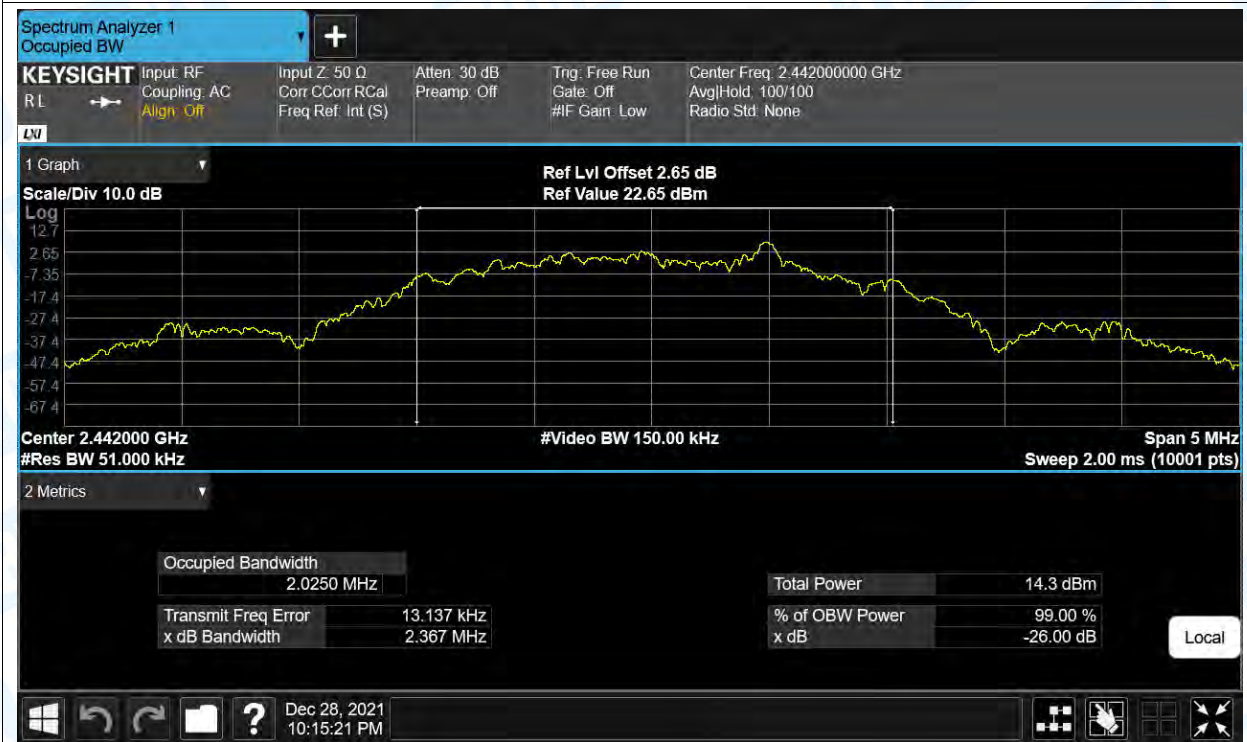 Spectrum Analyzer 1
Occupied BW
KEYSIGHT
R L
LXI
Input: RF
Coupling: AC
Align: Off
Input Z: 50 Ω
Corr CCorr RCal
Freq Ref: Int (S)
Atten: 30 dB
Preamp: Off
Trig: Free Run
Gate: Off
#IF Gain: Low
Center Freq: 2.442000000 GHz
Avg|Hold: 100/100
Radio Std: None
1 Graph
Scale/Div 10.0 dB
Ref Lvl Offset 2.65 dB
Ref Value 22.65 dBm
Log
12.7
2.65
-7.35
-17.4
-27.4
-37.4
-47.4
-57.4
-67.4
Center 2.442000 GHz
#Video BW 150.00 kHz
Span 5 MHz
#Res BW 51.000 kHz
Sweep 2.00 ms (10001 pts)
2 Metrics
Occupied Bandwidth
2.0250 MHz
Total Power 14.3 dBm
Transmit Freq Error 13.137 kHz
% of OBW Power 99.00 %
x dB Bandwidth 2.367 MHz
x dB -26.00 dB
Local
?
Dec 28, 2021
10:15:21 PM